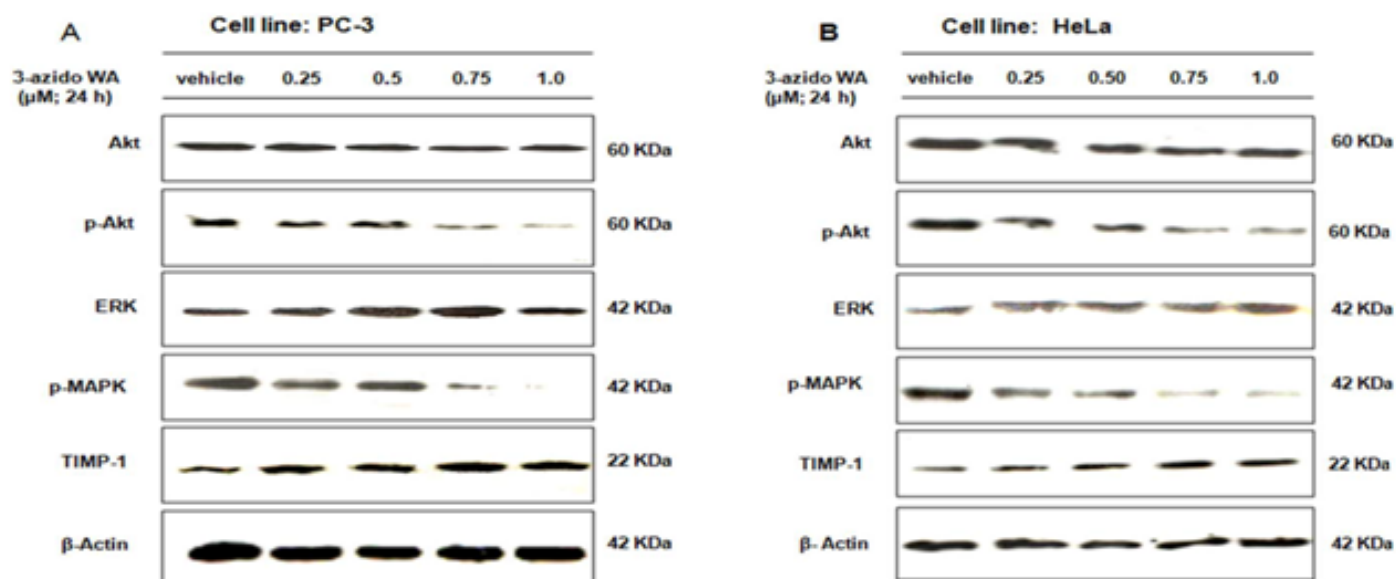 A
Cell line: PC-3
3-azido WA
(µM; 24 h)
vehicle 0.25 0.5 0.75 1.0
Akt 60 KDa
p-Akt 60 KDa
ERK 42 KDa
p-MAPK 42 KDa
TIMP-1 22 KDa
β-Actin 42 KDa
B
Cell line: HeLa
3-azido WA
(µM; 24 h)
vehicle 0.25 0.50 0.75 1.0
Akt 60 KDa
p-Akt 60 KDa
ERK 42 KDa
p-MAPK 42 KDa
TIMP-1 22 KDa
β- Actin 42 KDa